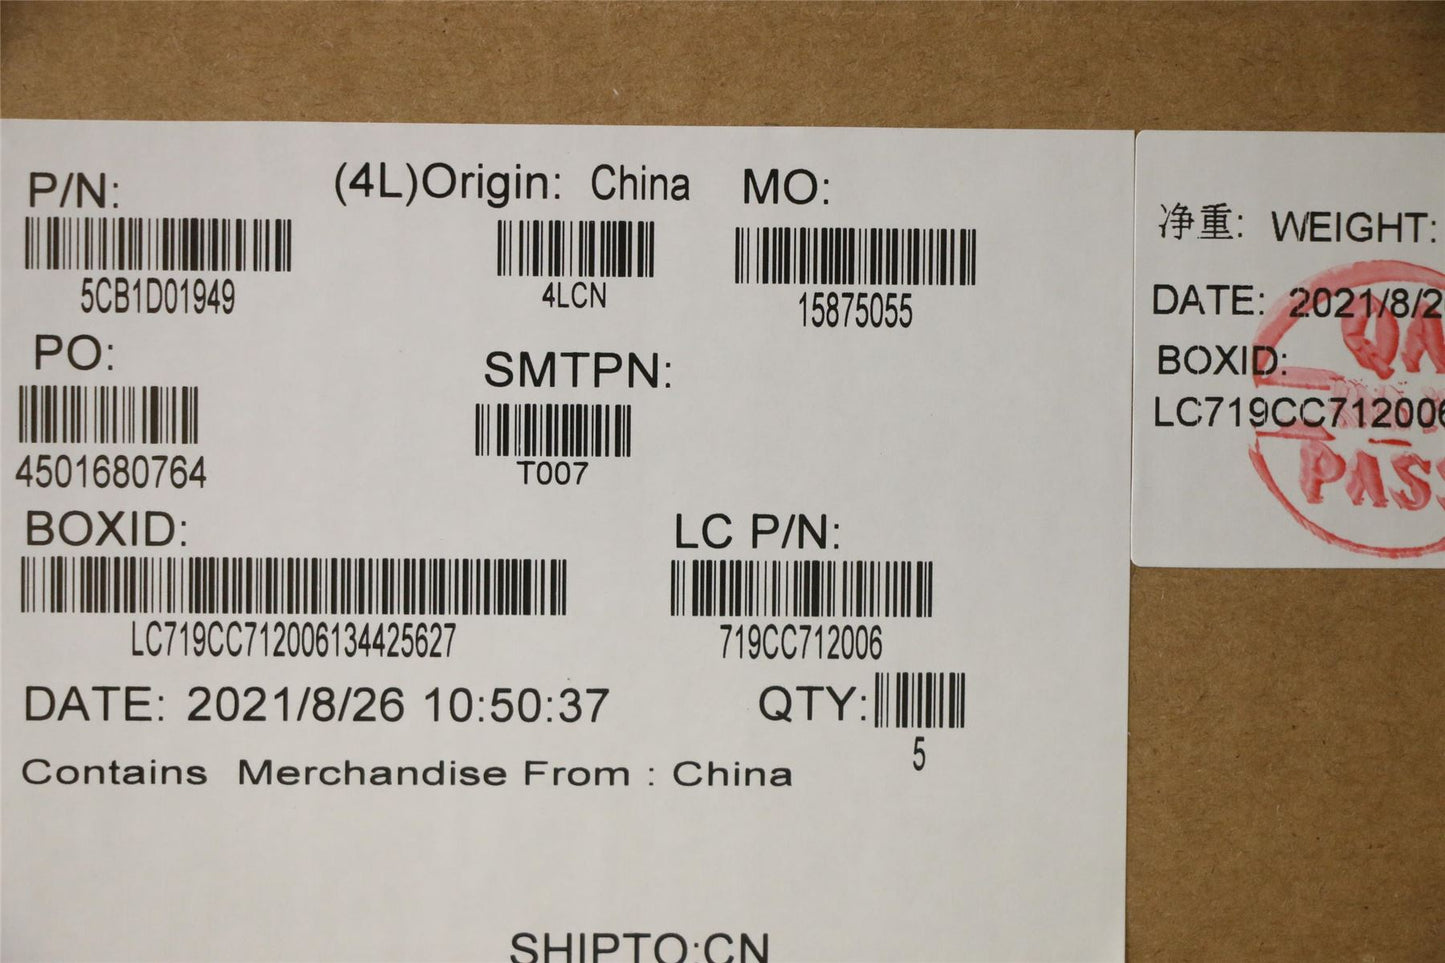 P/N:
5CB1D01949
(4L)Origin: China
4LCN
MO:
15875055
PO:
4501680764
SMTPN:
T007
BOXID:
LC719CC712006134425627
LC P/N:
719CC712006
DATE: 2021/8/26 10:50:37
QTY:
5
Contains Merchandise From : China
SHIPTO:CN
净重: WEIGHT:
DATE: 2021/8/2
BOXID:
LC719CC712006
QA
PASS